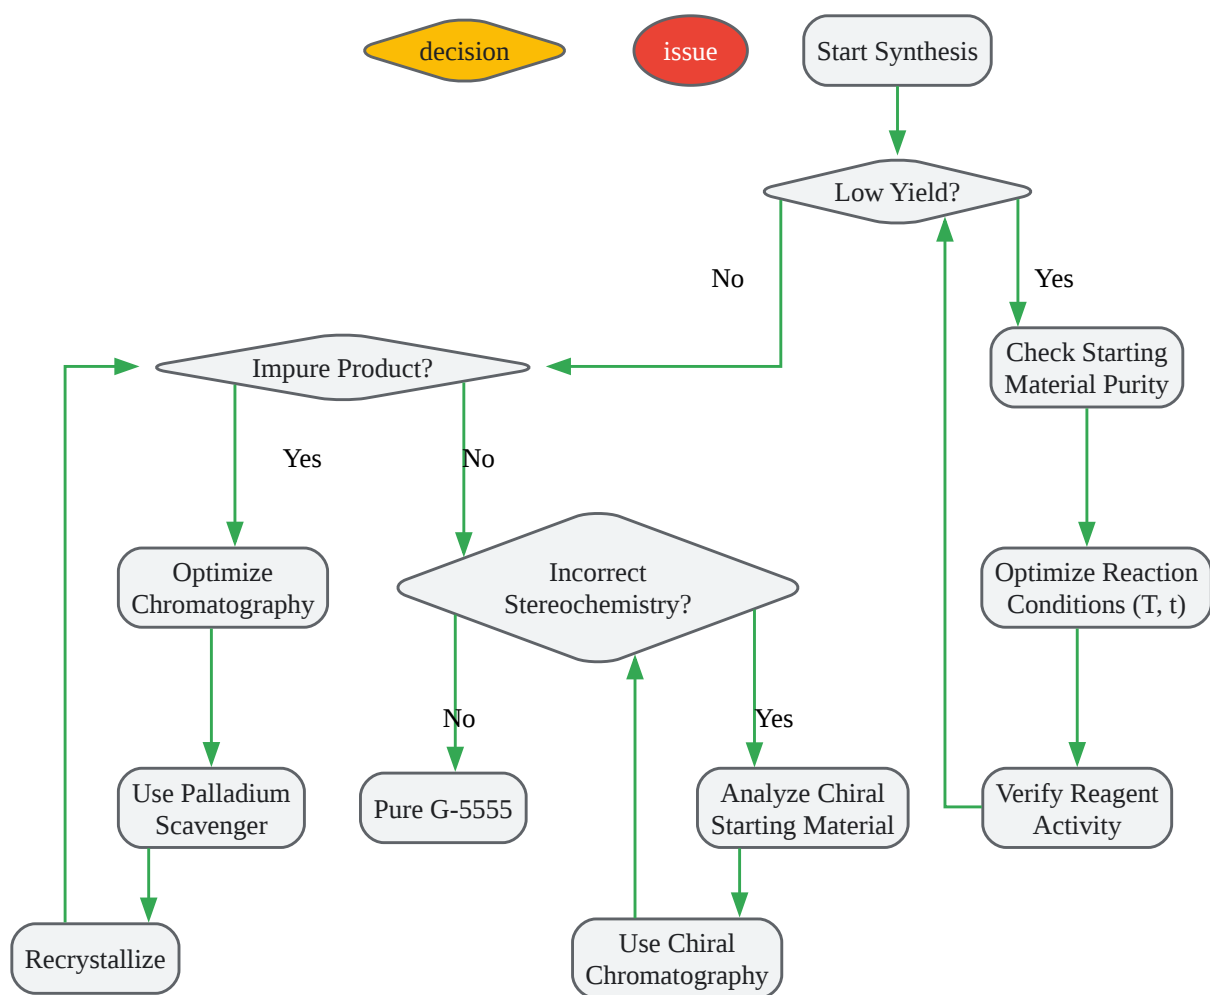 decision
issue
Start Synthesis
Low Yield?
No
Yes
Check Starting
Material Purity
Impure Product?
Yes
No
Optimize
Chromatography
Incorrect
Stereochemistry?
Optimize Reaction
Conditions (T, t)
No
Yes
Use Palladium
Scavenger
Pure G-5555
Analyze Chiral
Starting Material
Verify Reagent
Activity
Recrystallize
Use Chiral
Chromatography